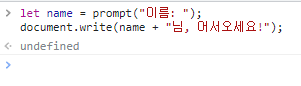 let name = prompt("이름: ");
document.write(name + "님, 어서오세요!");
undefined